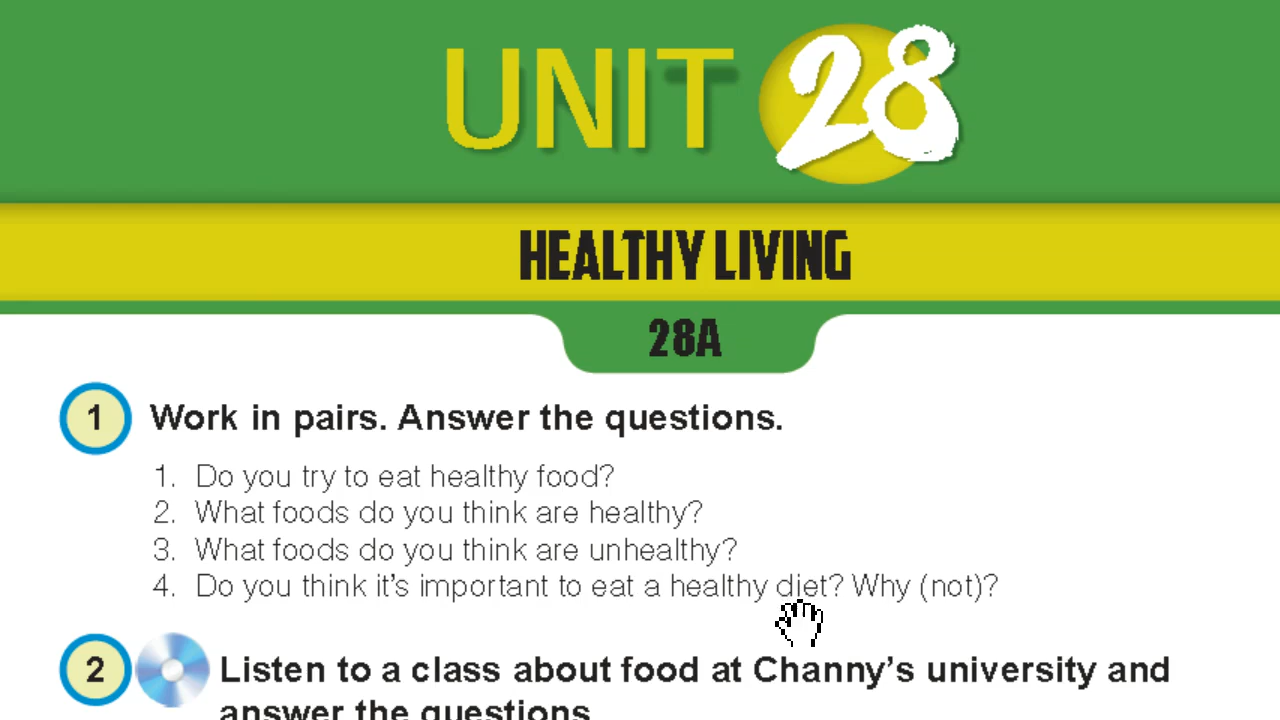 UNIT 28
HEALTHY LIVING
28A
1 Work in pairs. Answer the questions.
1. Do you try to eat healthy food?
2. What foods do you think are healthy?
3. What foods do you think are unhealthy?
4. Do you think it's important to eat a healthy diet? Why (not)?
2 Listen to a class about food at Channy's university and
answer the questions.